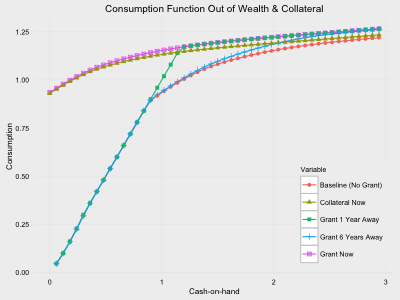 Consumption Function Out of Wealth & Collateral
Consumption
1.25
1.00
0.75
0.50
0.25
0.00
0
1
2
3
Cash-on-hand
Variable
Baseline (No Grant)
Collateral Now
Grant 1 Year Away
Grant 6 Years Away
Grant Now